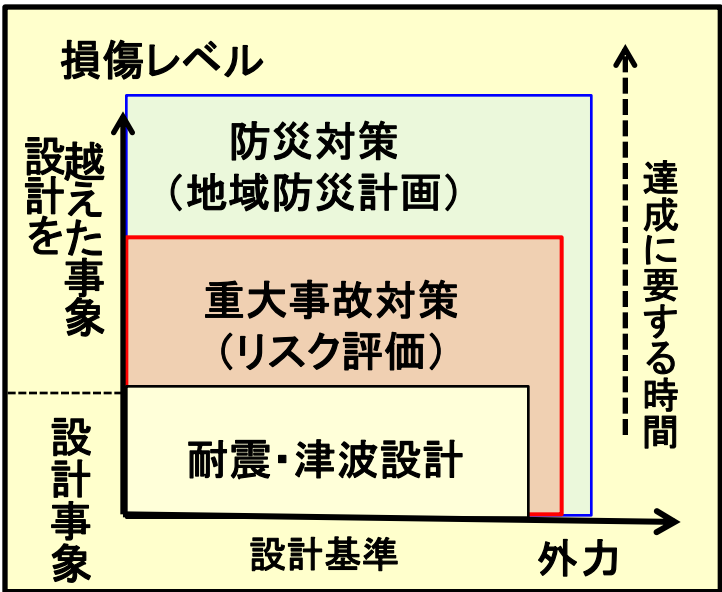 損傷レベル
防災対策
（地域防災計画）
設計を
越えた事象
重大事故対策
（リスク評価）
達成に要する時間
設計事象
耐震・津波設計
設計基準
外力